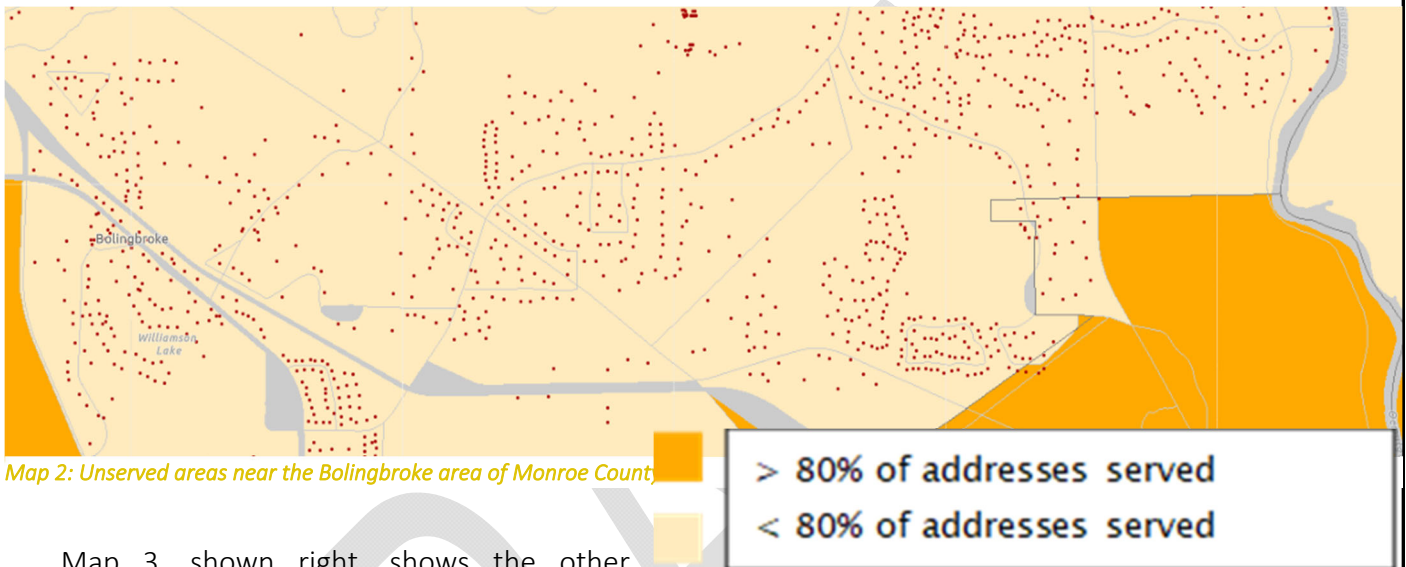 Bolingbroke
Williamson
Lake
Map 2: Unserved areas near the Bolingbroke area of Monroe County
> 80% of addresses served
< 80% of addresses served
Map 3, shown right, shows the other